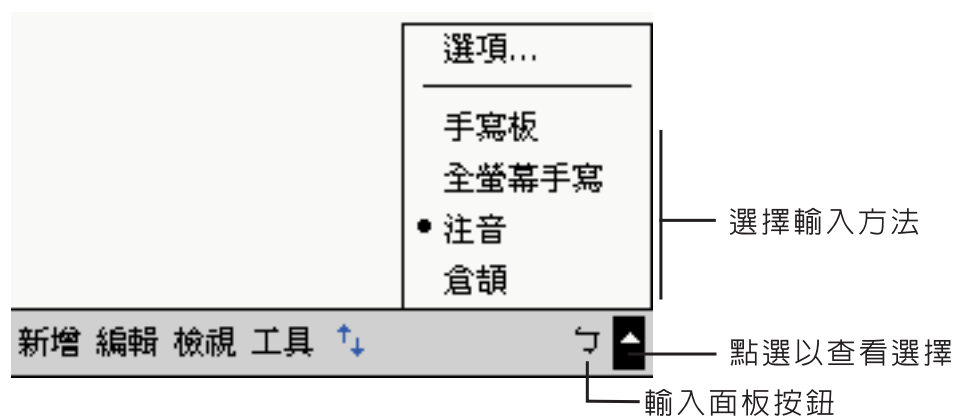 選項...
手寫板
全螢幕手寫
注音
倉頡
選擇輸入方法
新增 編輯 檢視 工具
ㄅ
點選以查看選擇
輸入面板按鈕